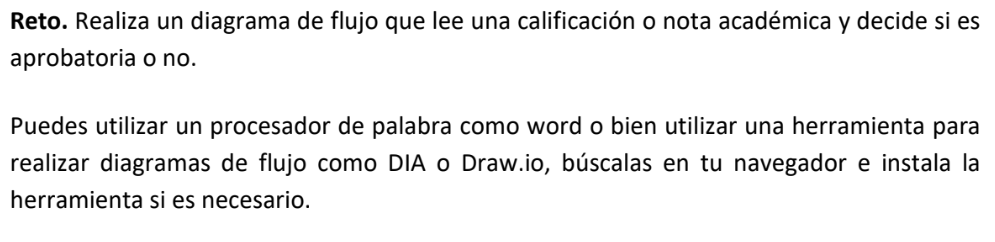 Reto. Realiza un diagrama de flujo que lee una calificación o nota académica y decide si es
aprobatoria o no.
Puedes utilizar un procesador de palabra como word o bien utilizar una herramienta para
realizar diagramas de flujo como DIA o Draw.io, búscalas en tu navegador e instala la
herramienta si es necesario.